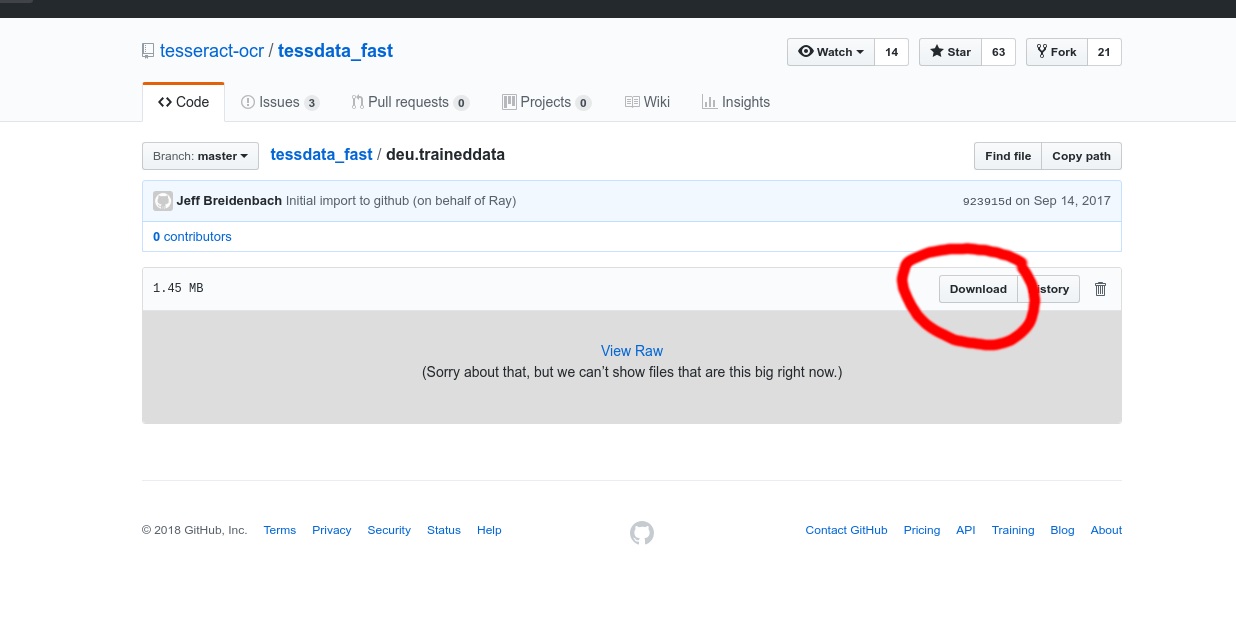 tesseract-ocr / tessdata_fast
Watch 14 Star 63 Fork 21
Code Issues 3 Pull requests 0 Projects 0 Wiki Insights
Branch: master tessdata_fast / deu.traineddata Find file Copy path
Jeff Breidenbach Initial import to github (on behalf of Ray) 923915d on Sep 14, 2017
0 contributors
1.45 MB Download istory
View Raw
(Sorry about that, but we can’t show files that are this big right now.)
© 2018 GitHub, Inc. Terms Privacy Security Status Help Contact GitHub Pricing API Training Blog About